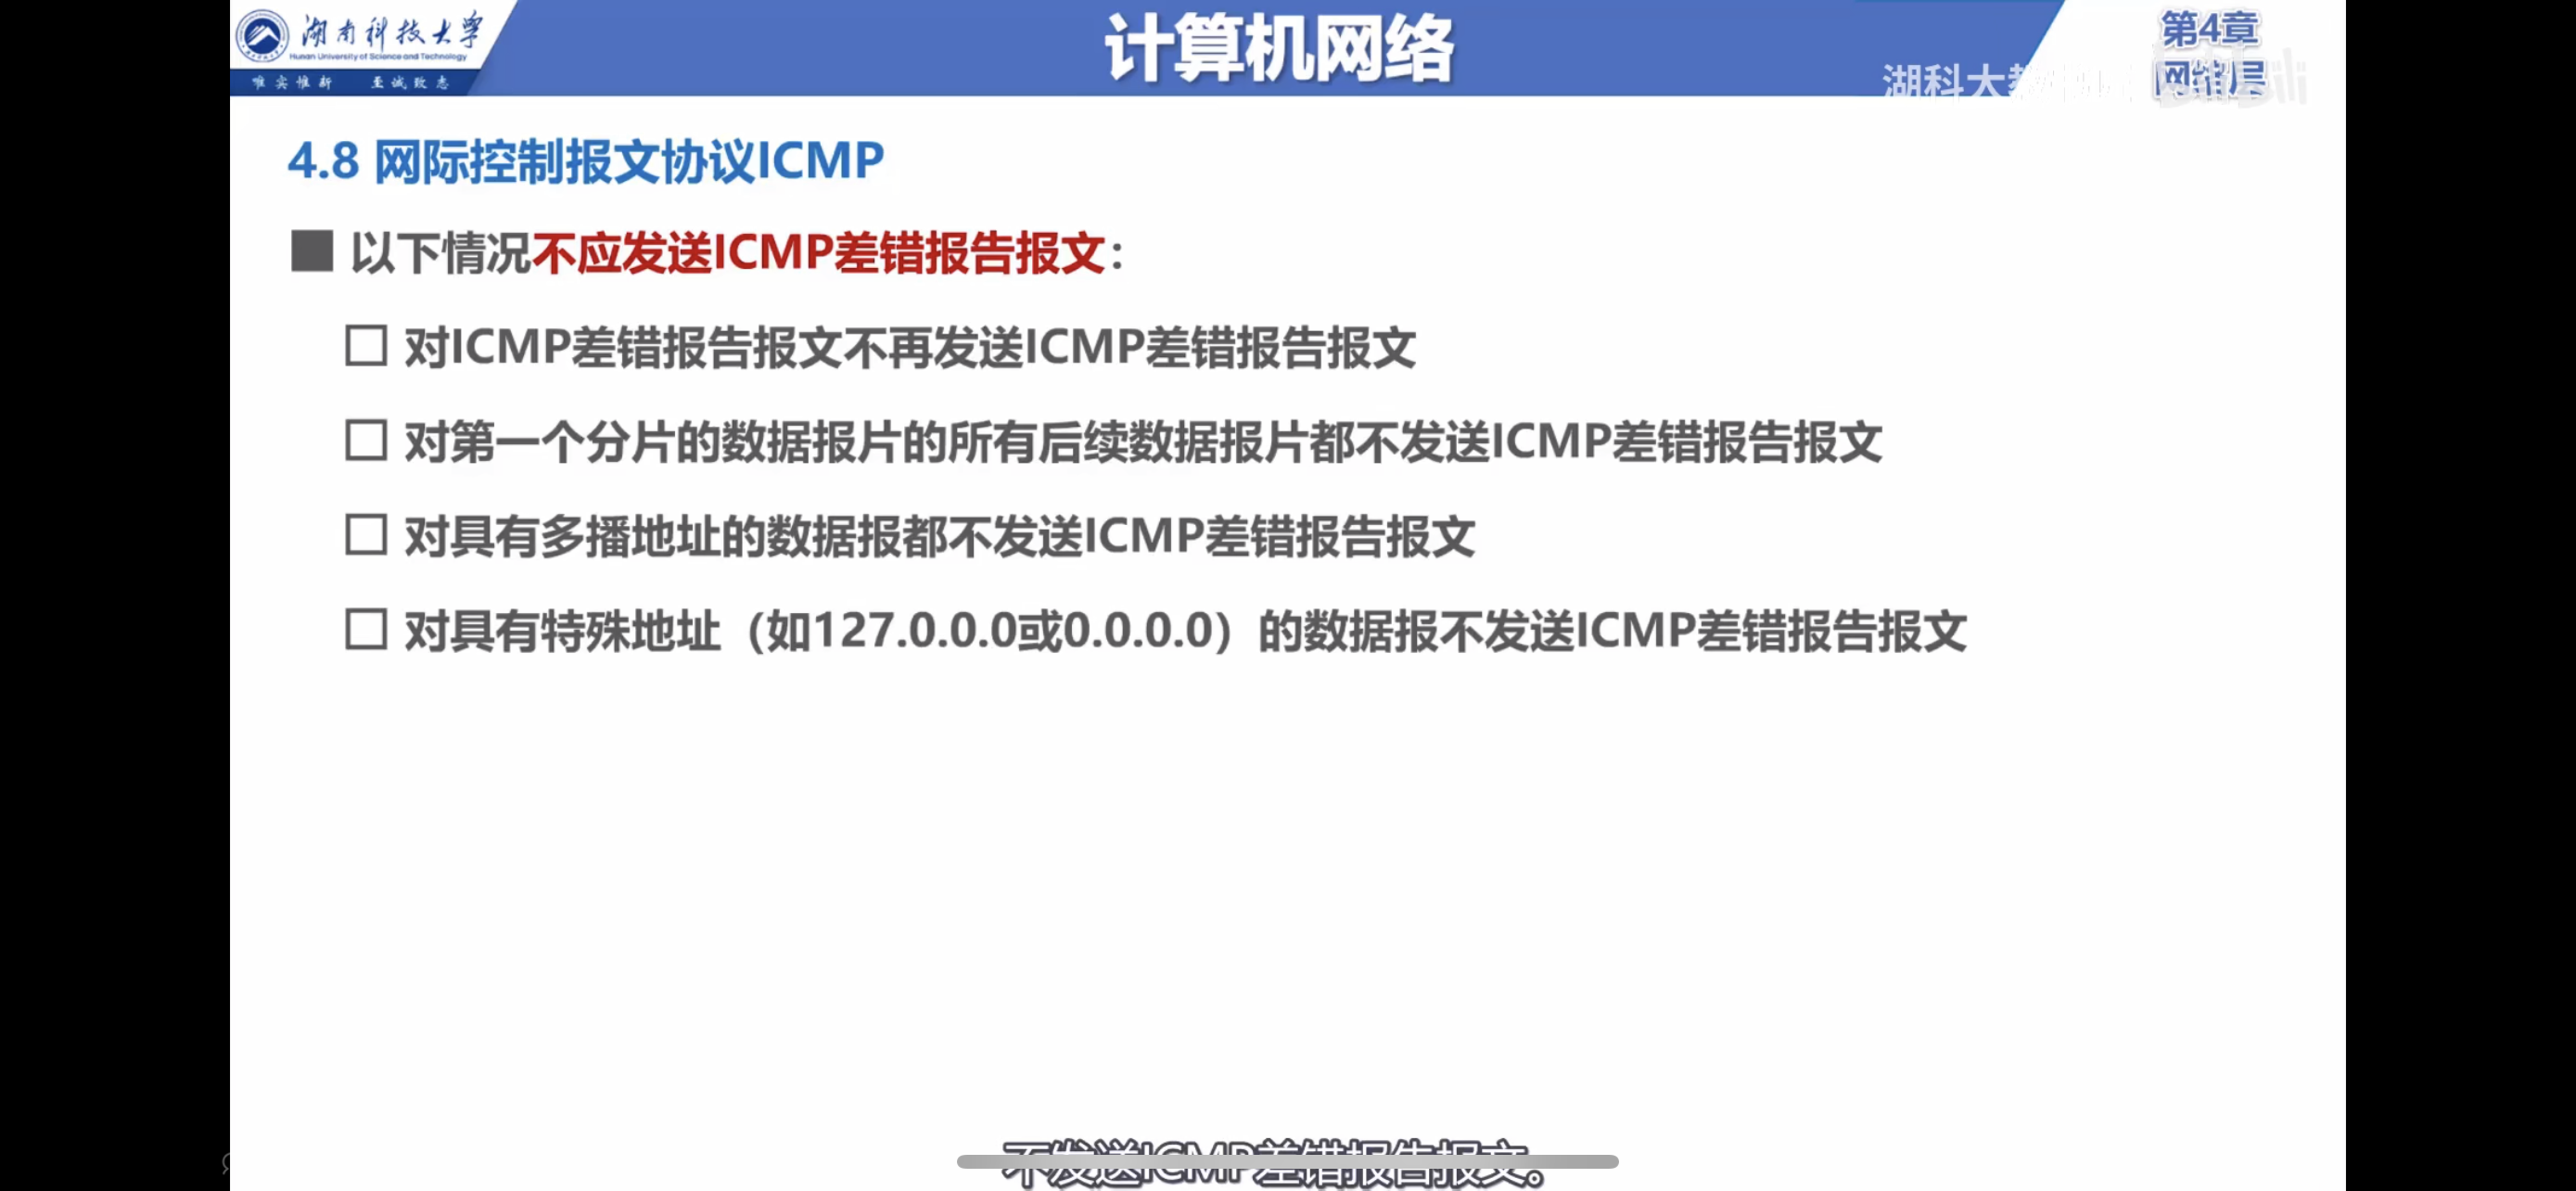 湖南科技大学
Human University of Science and Technology
唯实惟新 至诚致志
计算机网络
第4章
网络层
湖科大
4.8 网际控制报文协议ICMP
以下情况不应发送ICMP差错报告报文：
对ICMP差错报告报文不再发送ICMP差错报告报文
对第一个分片的数据报片的所有后续数据报片都不发送ICMP差错报告报文
对具有多播地址的数据报都不发送ICMP差错报告报文
对具有特殊地址（如127.0.0.0或0.0.0.0）的数据报不发送ICMP差错报告报文
不发送ICMP差错报告报文。